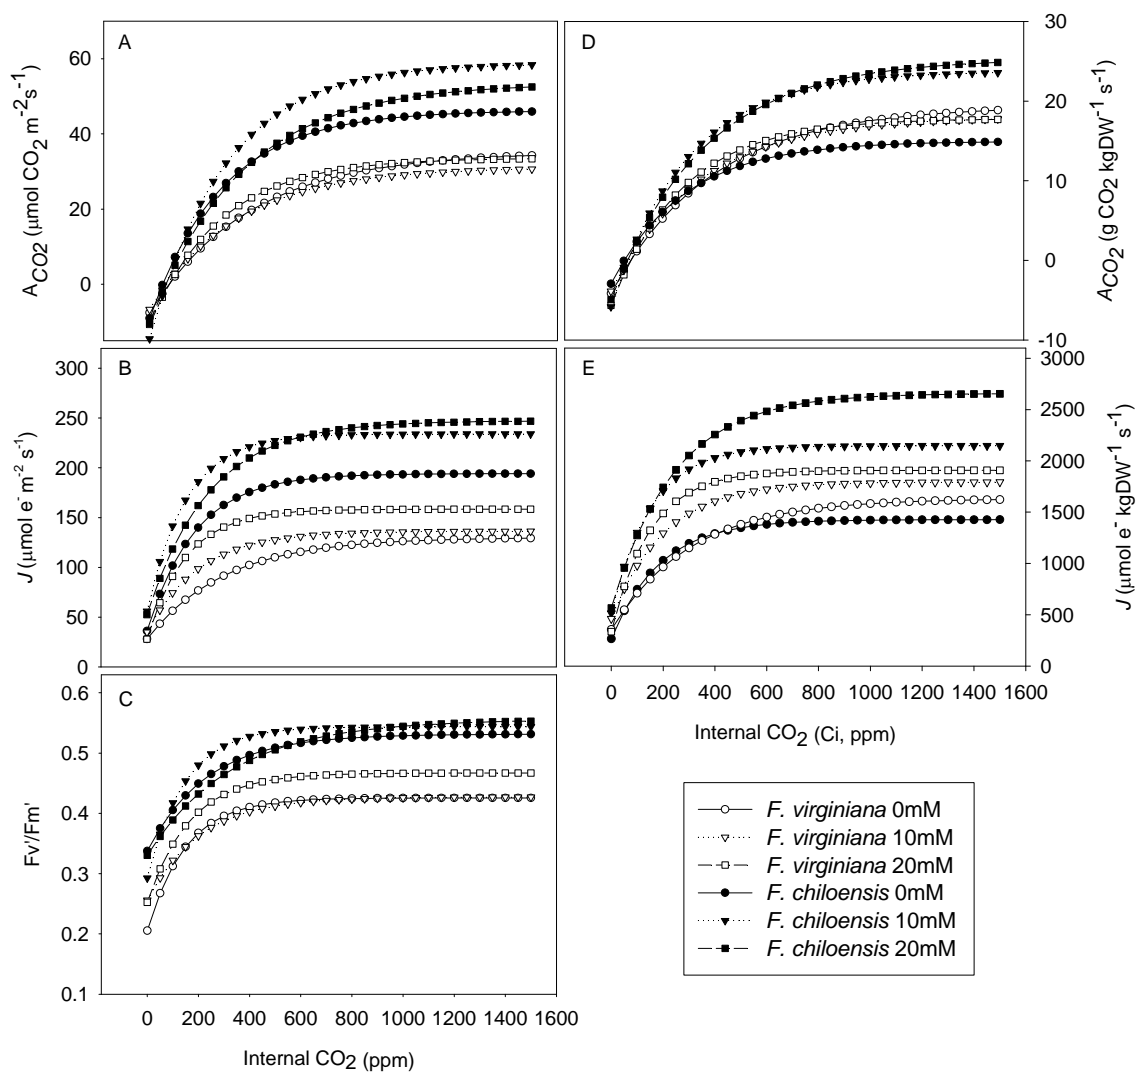 A
60
40
20
0
A_CO2 (μmol CO2 m-2s-1)
D
30
20
10
0
-10
A_CO2 (g CO2 kgDW-1 s-1)
B
300
250
200
150
100
50
0
J (μmol e- m-2 s-1)
E
3000
2500
2000
1500
1000
500
0
J (μmol e- kgDW-1 s-1)
0 200 400 600 800 1000 1200 1400 1600
Internal CO2 (Ci, ppm)
C
0.6
0.5
0.4
0.3
0.2
0.1
Fv'/Fm'
0 200 400 600 800 1000 1200 1400 1600
Internal CO2 (ppm)
F. virginiana 0mM
F. virginiana 10mM
F. virginiana 20mM
F. chiloensis 0mM
F. chiloensis 10mM
F. chiloensis 20mM